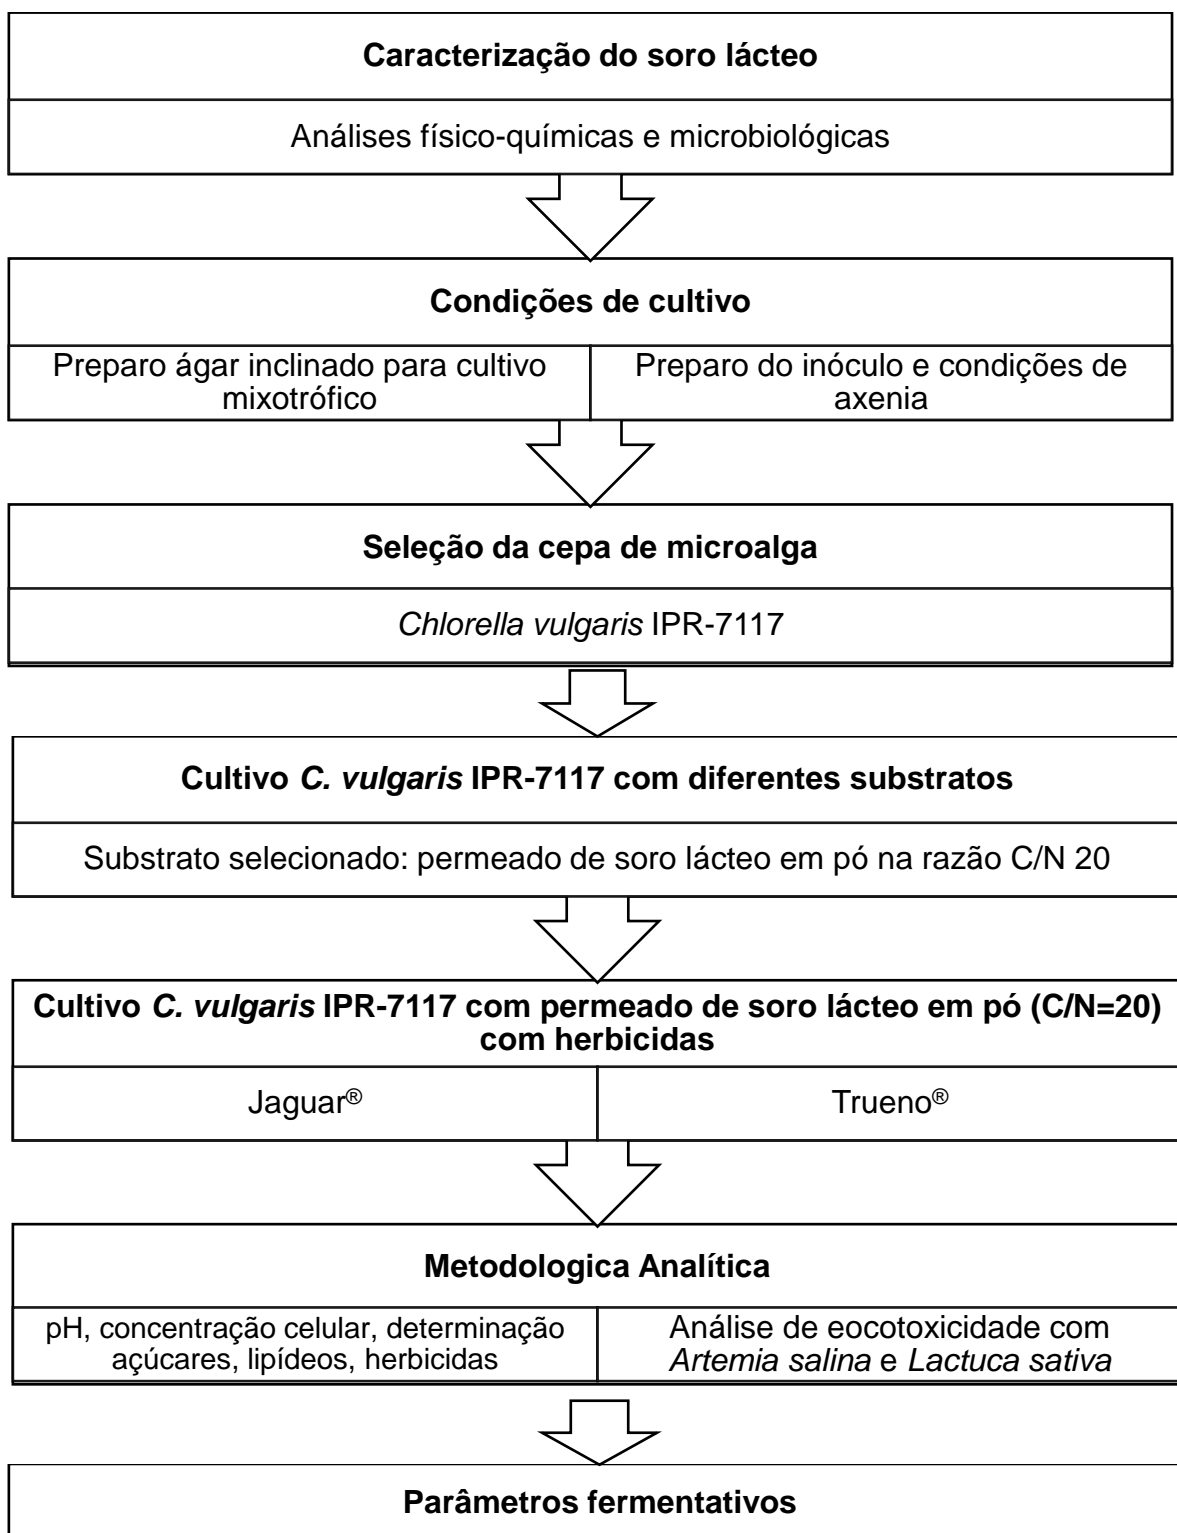 Caracterização do soro lácteo
Análises físico-químicas e microbiológicas
Condições de cultivo
Preparo ágar inclinado para cultivo
mixotrófico
Preparo do inóculo e condições de
axenia
Seleção da cepa de microalga
Chlorella vulgaris IPR-7117
Cultivo C. vulgaris IPR-7117 com diferentes substratos
Substrato selecionado: permeado de soro lácteo em pó na razão C/N 20
Cultivo C. vulgaris IPR-7117 com permeado de soro lácteo em pó (C/N=20)
com herbicidas
Jaguar®
Trueno®
Metodologica Analítica
pH, concentração celular, determinação
açúcares, lipídeos, herbicidas
Análise de eocotoxicidade com
Artemia salina e Lactuca sativa
Parâmetros fermentativos